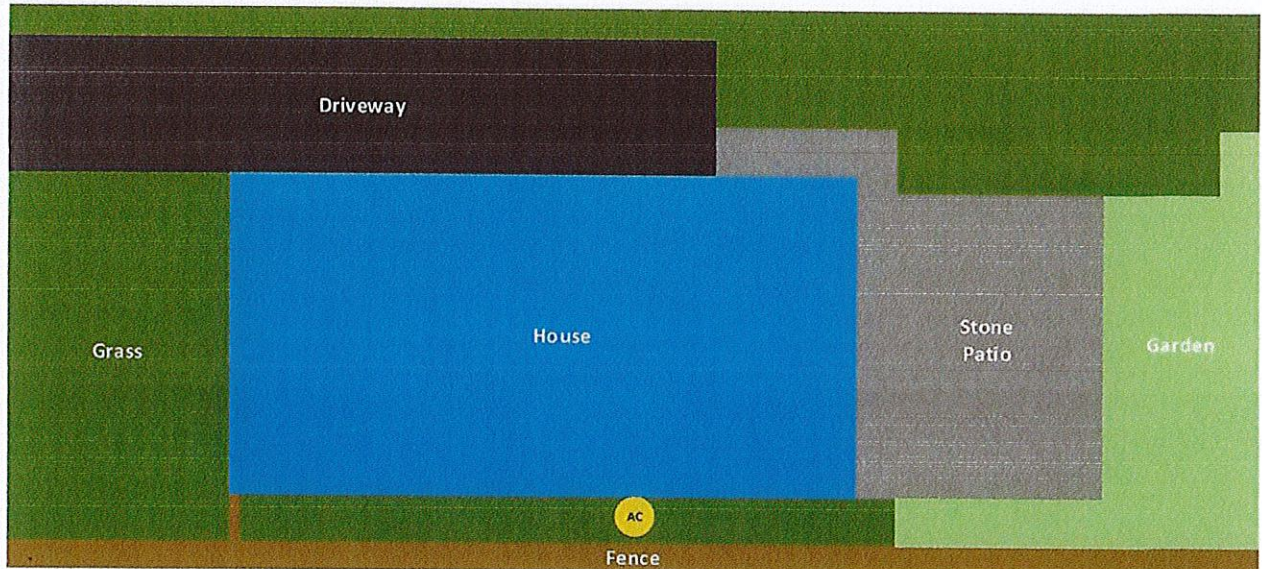 Driveway
House
Grass
Stone
Patio
Garden
AC
Fence